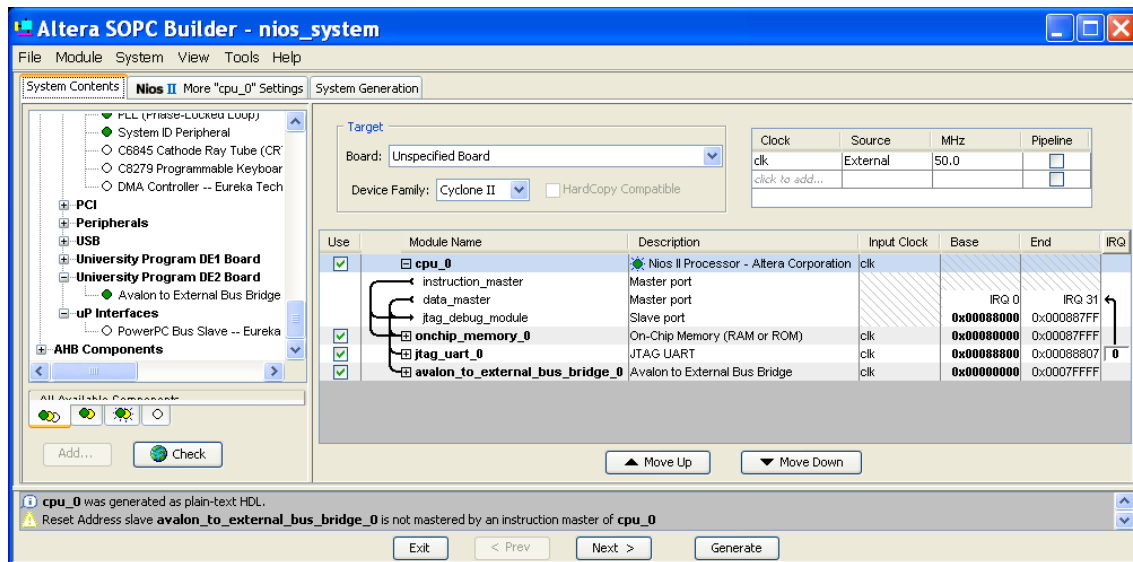 Altera SOPC Builder - nios_system
File Module System View Tools Help
System Contents Nios II More "cpu_0" Settings System Generation
PLL (Phase-Locked Loop)
System ID Peripheral
C6845 Cathode Ray Tube (CR
C8279 Programmable Keyboar
DMA Controller -- Eureka Tech
PCI
Peripherals
USB
University Program DE1 Board
University Program DE2 Board
Avalon to External Bus Bridge
uP Interfaces
PowerPC Bus Slave -- Eureka
AHB Components
All Available Components
Add... Check
Target
Board: Unspecified Board
Device Family: Cyclone II HardCopy Compatible
Clock Source MHz Pipeline
clk External 50.0
click to add...
Use Module Name Description Input Clock Base End IRQ
cpu_0 Nios II Processor - Altera Corporation clk
instruction_master Master port
data_master Master port IRQ 0 IRQ 31
jtag_debug_module Slave port 0x00088000 0x000887FF
onchip_memory_0 On-Chip Memory (RAM or ROM) clk 0x00080000 0x00087FFF
jtag_uart_0 JTAG UART clk 0x00088800 0x00088807 0
avalon_to_external_bus_bridge_0 Avalon to External Bus Bridge clk 0x00000000 0x0007FFFF
Move Up Move Down
cpu_0 was generated as plain-text HDL.
Reset Address slave avalon_to_external_bus_bridge_0 is not mastered by an instruction master of cpu_0
Exit < Prev Next > Generate